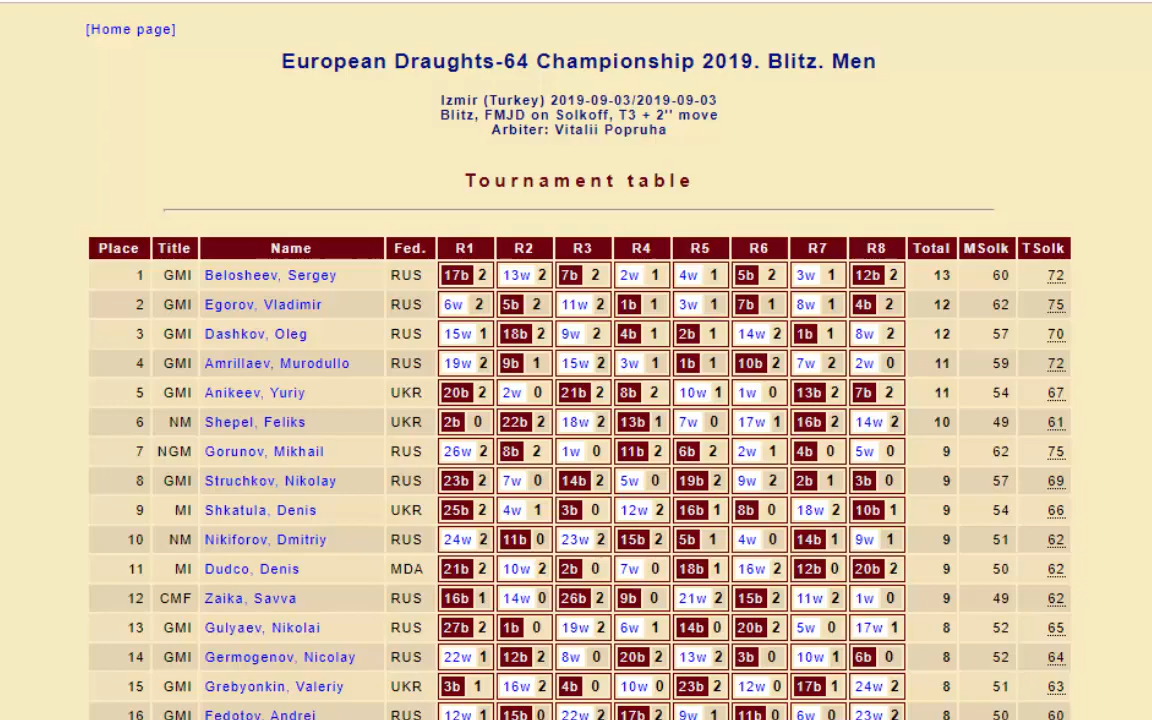 [Home page]
European Draughts-64 Championship 2019. Blitz. Men
Izmir (Turkey) 2019-09-03/2019-09-03
Blitz, FMJD on Solkoff, T3 + 2'' move
Arbiter: Vitalii Popruha
Tournament table
Place Title Name Fed. R1 R2 R3 R4 R5 R6 R7 R8 Total MSolk TSolk
1 GMI Belosheev, Sergey RUS 17b 2 13w 2 7b 2 2w 1 4w 1 5b 2 3w 1 12b 2 13 60 72
2 GMI Egorov, Vladimir RUS 6w 2 5b 2 11w 2 1b 1 3w 1 7b 1 8w 1 4b 2 12 62 75
3 GMI Dashkov, Oleg RUS 15w 1 18b 2 9w 2 4b 1 2b 1 14w 2 1b 1 8w 2 12 57 70
4 GMI Amrillaev, Murodullo RUS 19w 2 9b 1 15w 2 3w 1 1b 1 10b 2 7w 2 2w 0 11 59 72
5 GMI Anikeev, Yuriy UKR 20b 2 2w 0 21b 2 8b 2 10w 1 1w 0 13b 2 7b 2 11 54 67
6 NM Shepel, Feliks UKR 2b 0 22b 2 18w 2 13b 1 7w 0 17w 1 16b 2 14w 2 10 49 61
7 NGM Gorunov, Mikhail RUS 26w 2 8b 2 1w 0 11b 2 6b 2 2w 1 4b 0 5w 0 9 62 75
8 GMI Struchkov, Nikolay RUS 23b 2 7w 0 14b 2 5w 0 19b 2 9w 2 2b 1 3b 0 9 57 69
9 MI Shkatula, Denis UKR 25b 2 4w 1 3b 0 12w 2 16b 1 8b 0 18w 2 10b 1 9 54 66
10 NM Nikiforov, Dmitriy RUS 24w 2 11b 0 23w 2 15b 2 5b 1 4w 0 14b 1 9w 1 9 51 62
11 MI Dudco, Denis MDA 21b 2 10w 2 2b 0 7w 0 18b 1 16w 2 12b 0 20b 2 9 50 62
12 CMF Zaika, Savva RUS 16b 1 14w 0 26b 2 9b 0 21w 2 15b 2 11w 2 1w 0 9 49 62
13 GMI Gulyaev, Nikolai RUS 27b 2 1b 0 19w 2 6w 1 14b 0 20b 2 5w 0 17w 1 8 52 65
14 GMI Germogenov, Nicolay RUS 22w 1 12b 2 8w 0 20b 2 13w 2 3b 0 10w 1 6b 0 8 52 64
15 GMI Grebyonkin, Valeriy UKR 3b 1 16w 2 4b 0 10w 0 23b 2 12w 0 17b 1 24w 2 8 51 63
16 GMI Fedotov, Andrei RUS 12w 1 15b 0 22w 2 17b 2 9w 1 11b 0 6w 0 23w 2 8 50 60